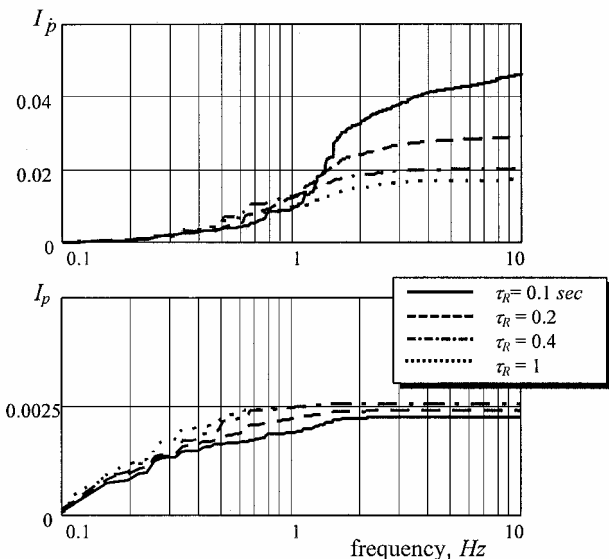 I_ṗ
0.04
0.02
0
0.1
1
10
I_p
τ_R = 0.1 sec
τ_R = 0.2
τ_R = 0.4
τ_R = 1
0.0025
0
0.1
1
10
frequency, Hz